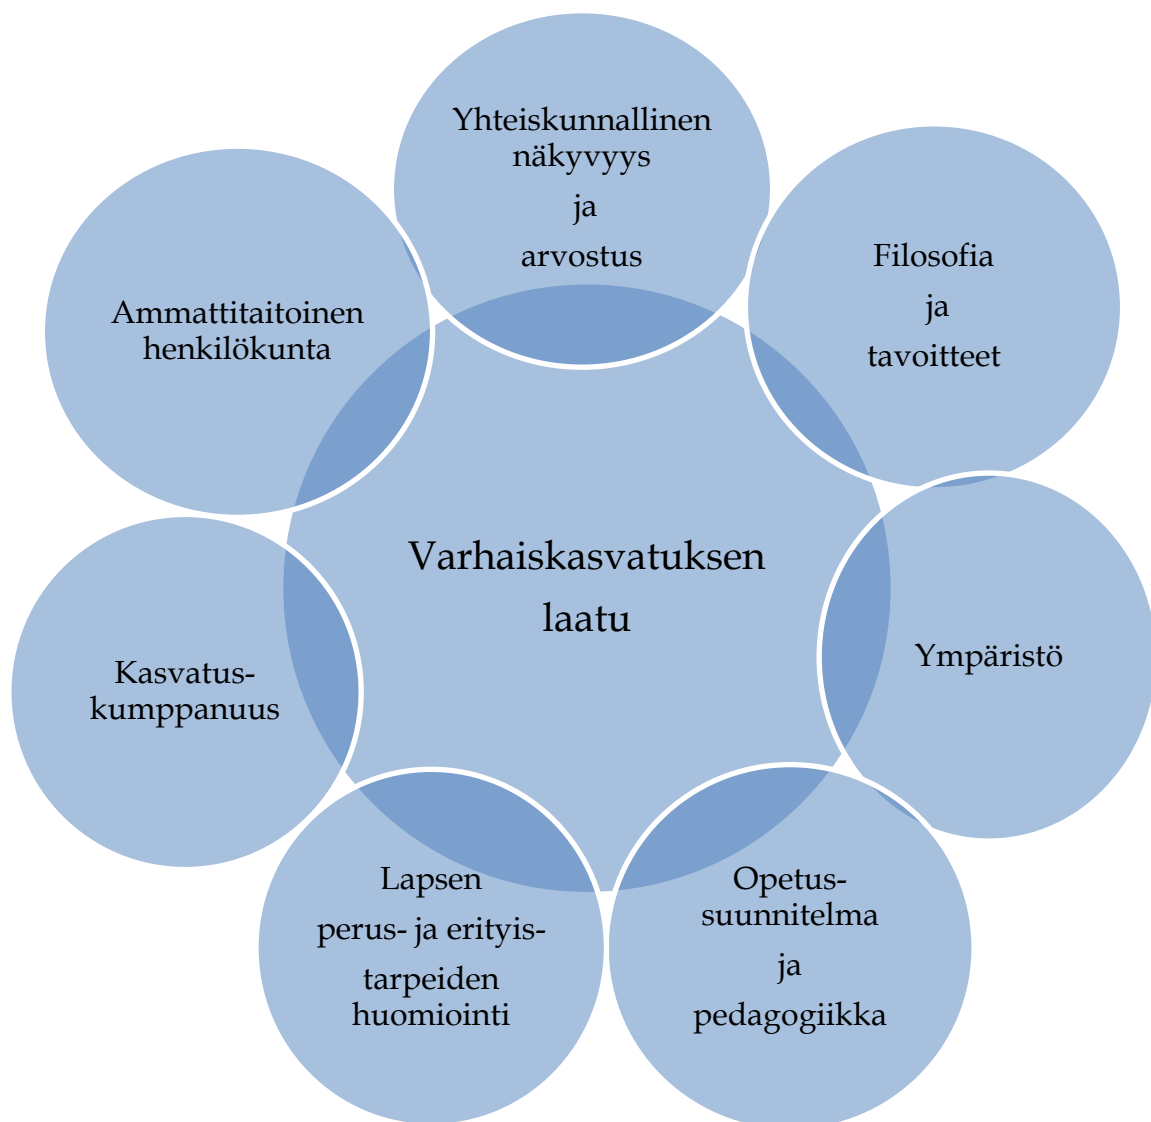 Yhteiskunnallinen
näkyvyys
ja
arvostus
Filosofia
ja
tavoitteet
Ammattitaitoinen
henkilökunta
Varhaiskasvatuksen
laatu
Ympäristö
Kasvatus-
kumppanuus
Lapsen
perus- ja erityis-
tarpeiden
huomiointi
Opetus-
suunnitelma
ja
pedagogiikka